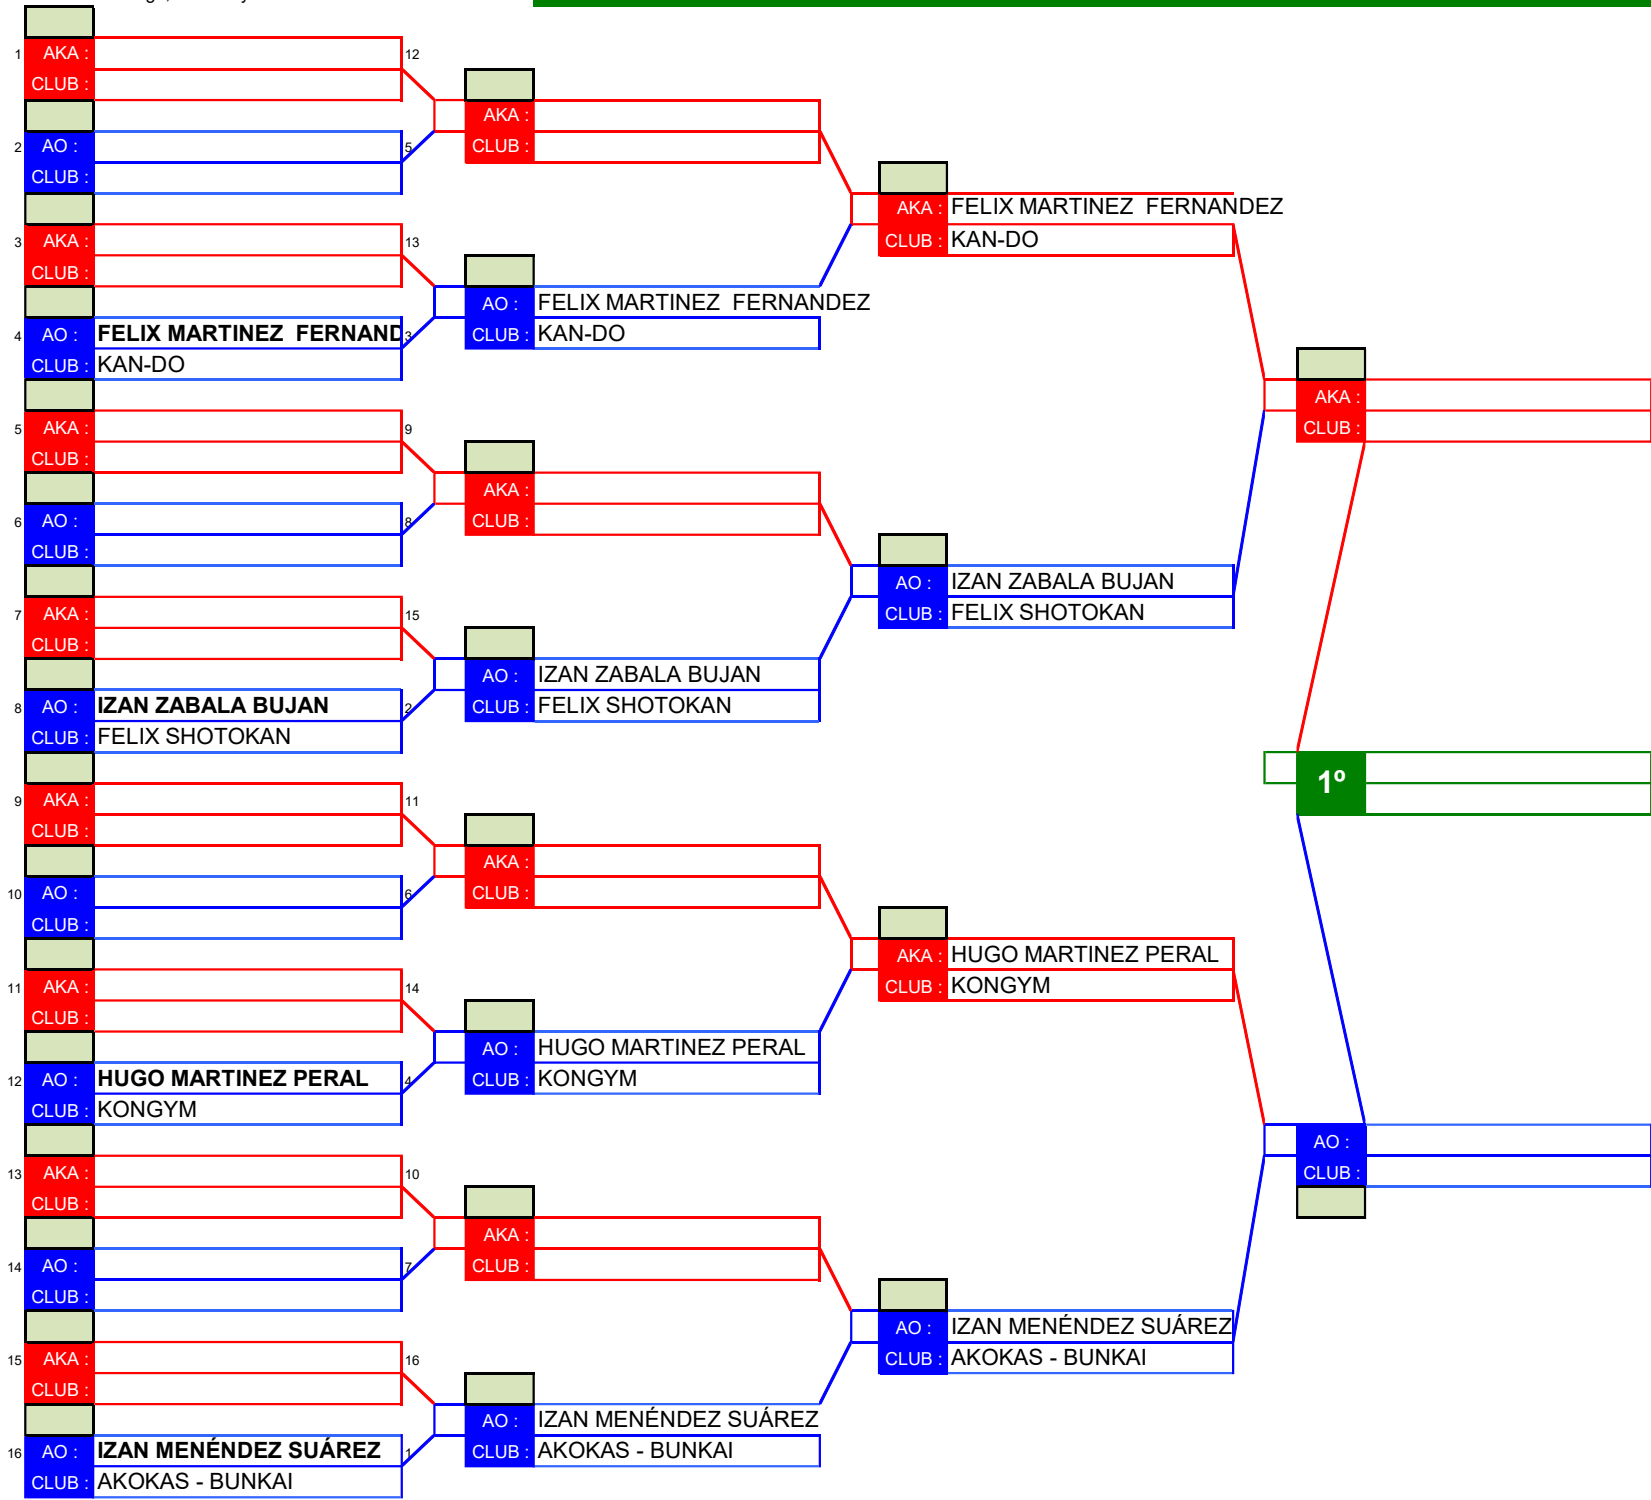 1 AKA : 12
CLUB :
2 AO : 5
CLUB :
3 AKA : 13
CLUB :
4 AO : FELIX MARTINEZ  FERNAND 3
CLUB : KAN-DO
5 AKA : 9
CLUB :
6 AO : 8
CLUB :
7 AKA : 15
CLUB :
8 AO : IZAN ZABALA BUJAN 2
CLUB : FELIX SHOTOKAN
9 AKA : 11
CLUB :
10 AO : 6
CLUB :
11 AKA : 14
CLUB :
12 AO : HUGO MARTINEZ PERAL 4
CLUB : KONGYM
13 AKA : 10
CLUB :
14 AO : 7
CLUB :
15 AKA : 16
CLUB :
16 AO : IZAN MENÉNDEZ SUÁREZ 1
CLUB : AKOKAS - BUNKAI
AKA :
CLUB :
AO : FELIX MARTINEZ  FERNANDEZ
CLUB : KAN-DO
AKA :
CLUB :
AO : IZAN ZABALA BUJAN
CLUB : FELIX SHOTOKAN
AKA :
CLUB :
AO : HUGO MARTINEZ PERAL
CLUB : KONGYM
AKA :
CLUB :
AO : IZAN MENÉNDEZ SUÁREZ
CLUB : AKOKAS - BUNKAI
AKA : FELIX MARTINEZ  FERNANDEZ
CLUB : KAN-DO
AO : IZAN ZABALA BUJAN
CLUB : FELIX SHOTOKAN
AKA : HUGO MARTINEZ PERAL
CLUB : KONGYM
AO : IZAN MENÉNDEZ SUÁREZ
CLUB : AKOKAS - BUNKAI
AKA :
CLUB :
1º
AO :
CLUB :